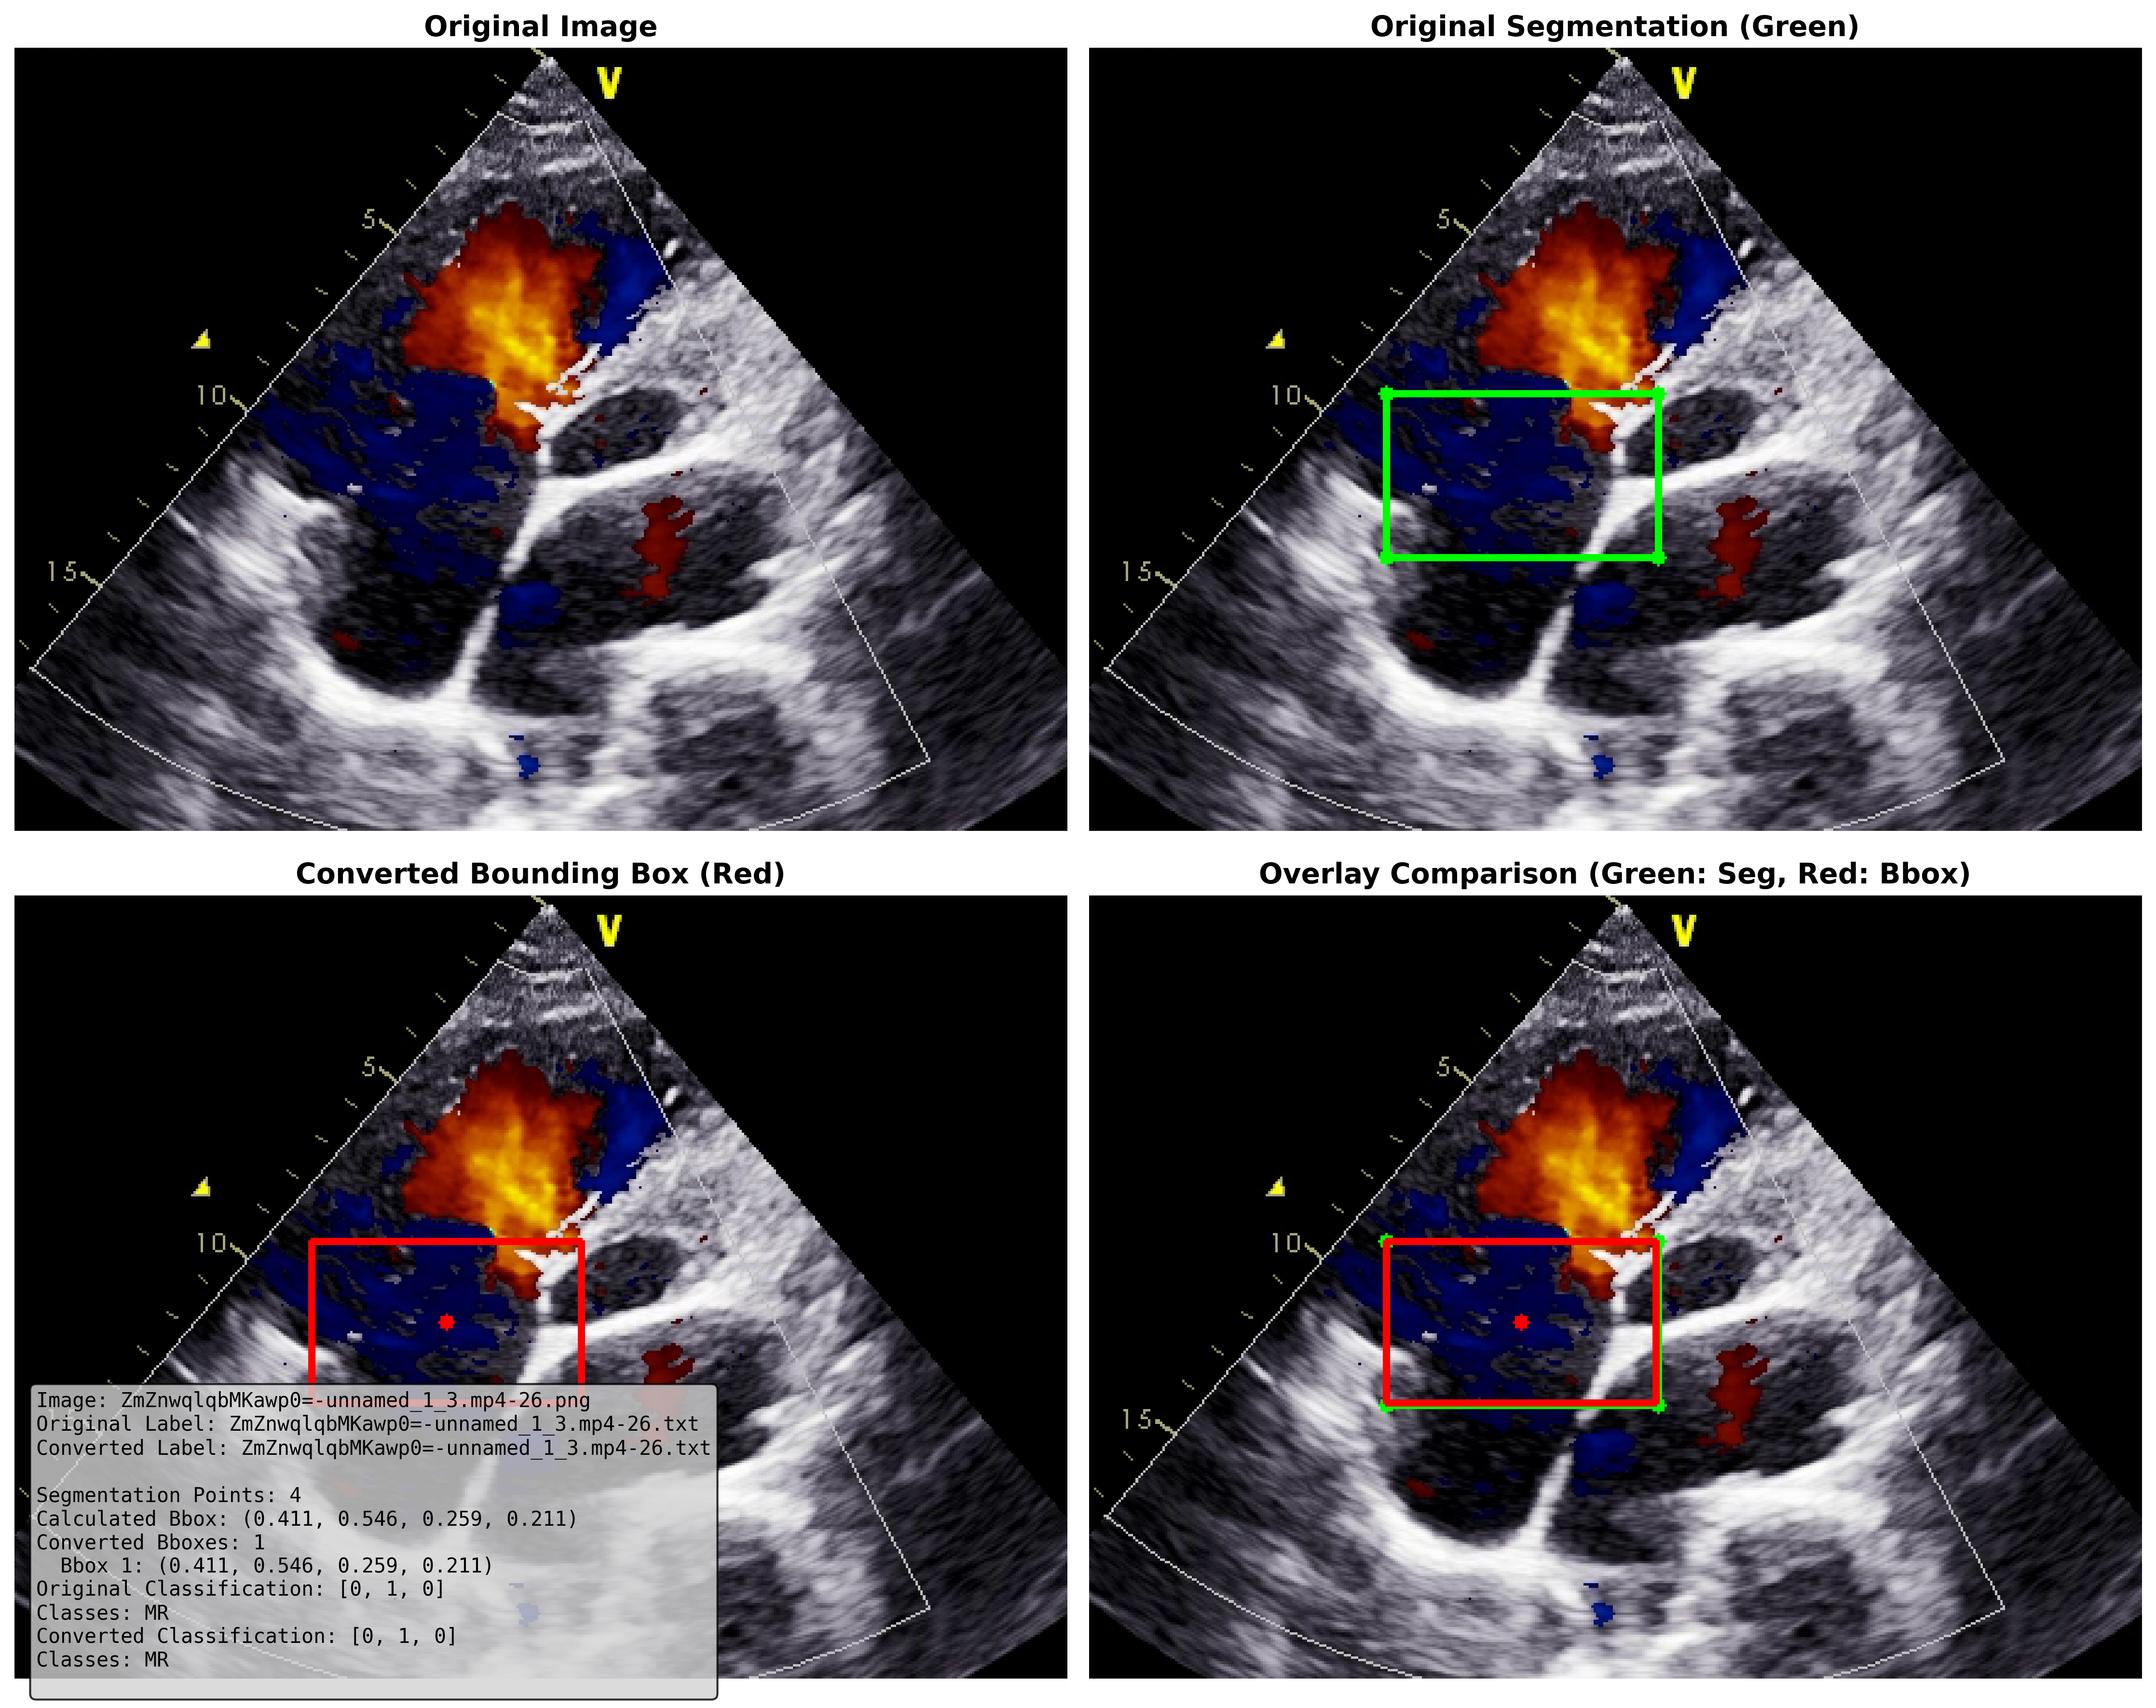 Original Image
Original Segmentation (Green)
V
5
10
15
V
5
10
15
Converted Bounding Box (Red)
Overlay Comparison (Green: Seg, Red: Bbox)
V
5
10
V
5
10
15
Image: ZmZnwqlqbMKawp0=-unnamed_1_3.mp4-26.png
Original Label: ZmZnwqlqbMKawp0=-unnamed_1_3.mp4-26.txt
Converted Label: ZmZnwqlqbMKawp0=-unnamed_1_3.mp4-26.txt
Segmentation Points: 4
Calculated Bbox: (0.411, 0.546, 0.259, 0.211)
Converted Bboxes: 1
Bbox 1: (0.411, 0.546, 0.259, 0.211)
Original Classification: [0, 1, 0]
Classes: MR
Converted Classification: [0, 1, 0]
Classes: MR